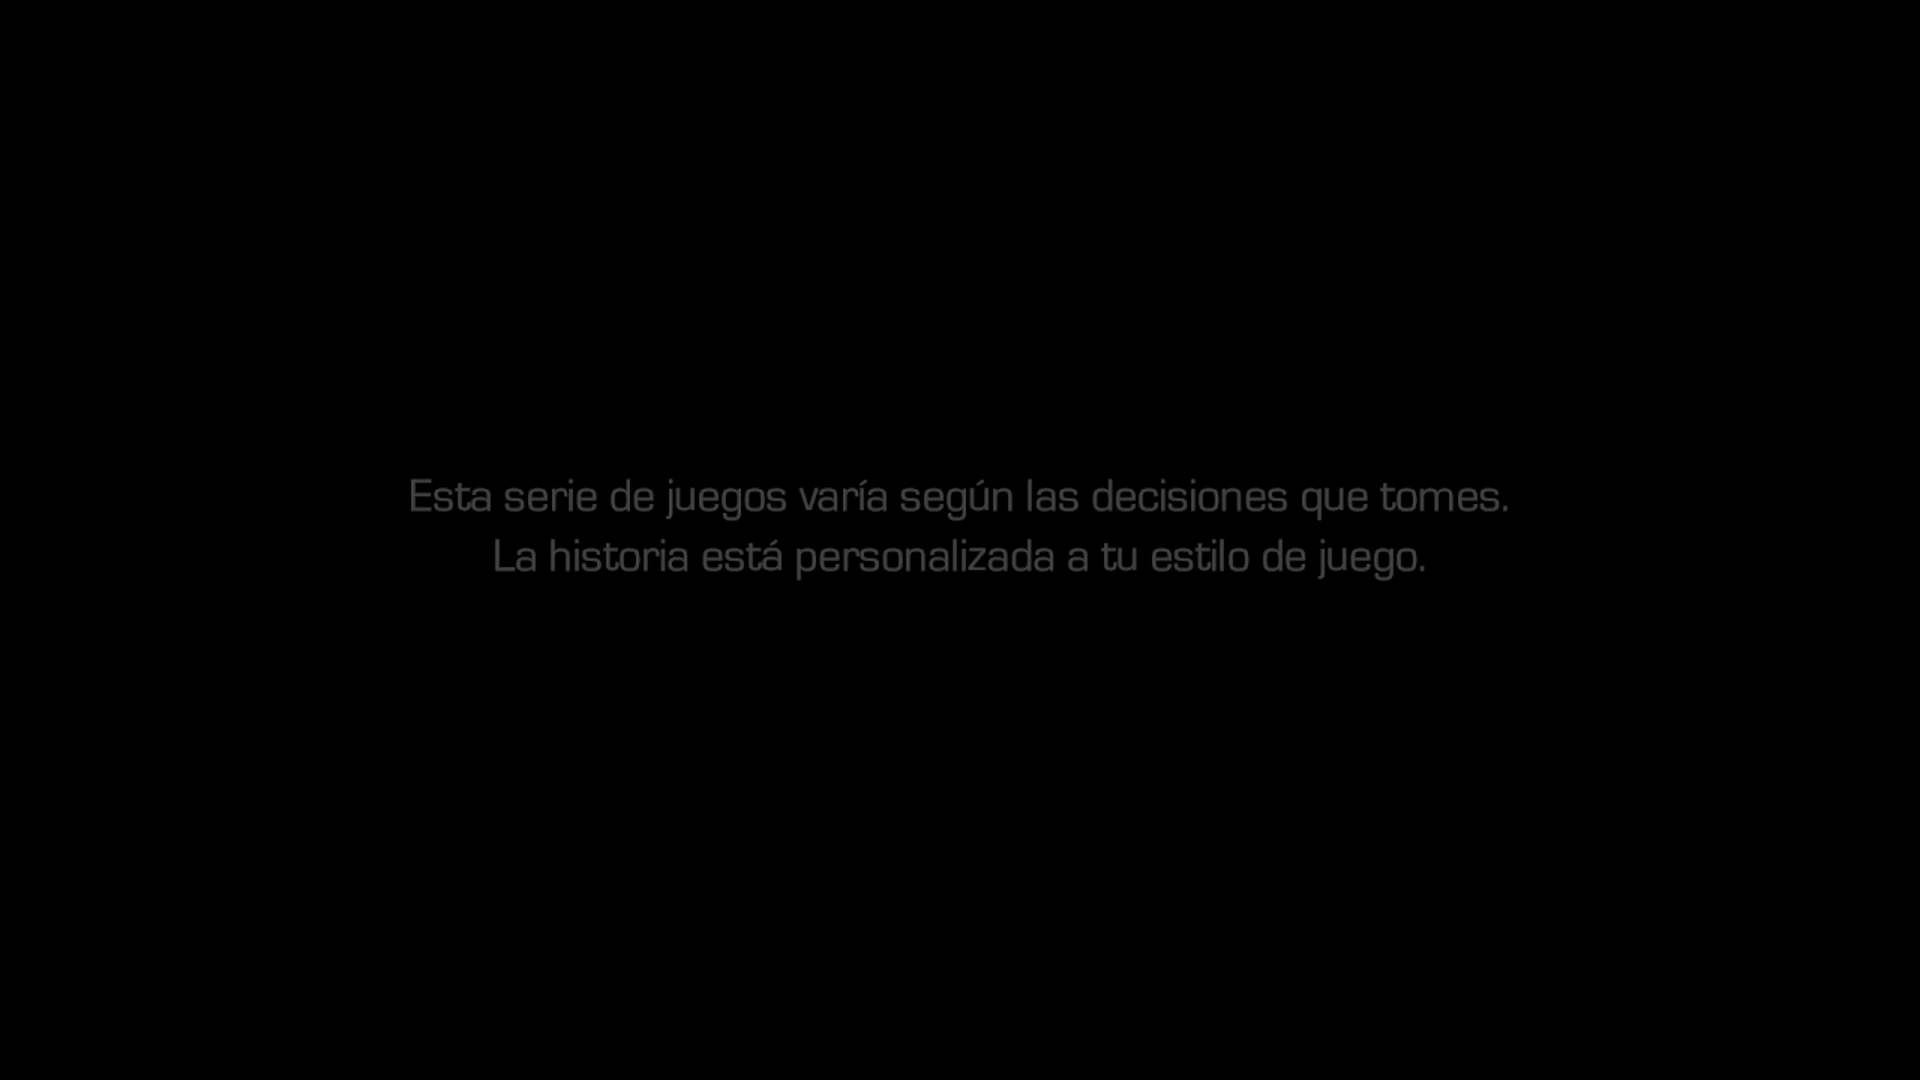 Esta serie de juegos varía según las decisiones que tomes.
La historia está personalizada a tu estilo de juego.